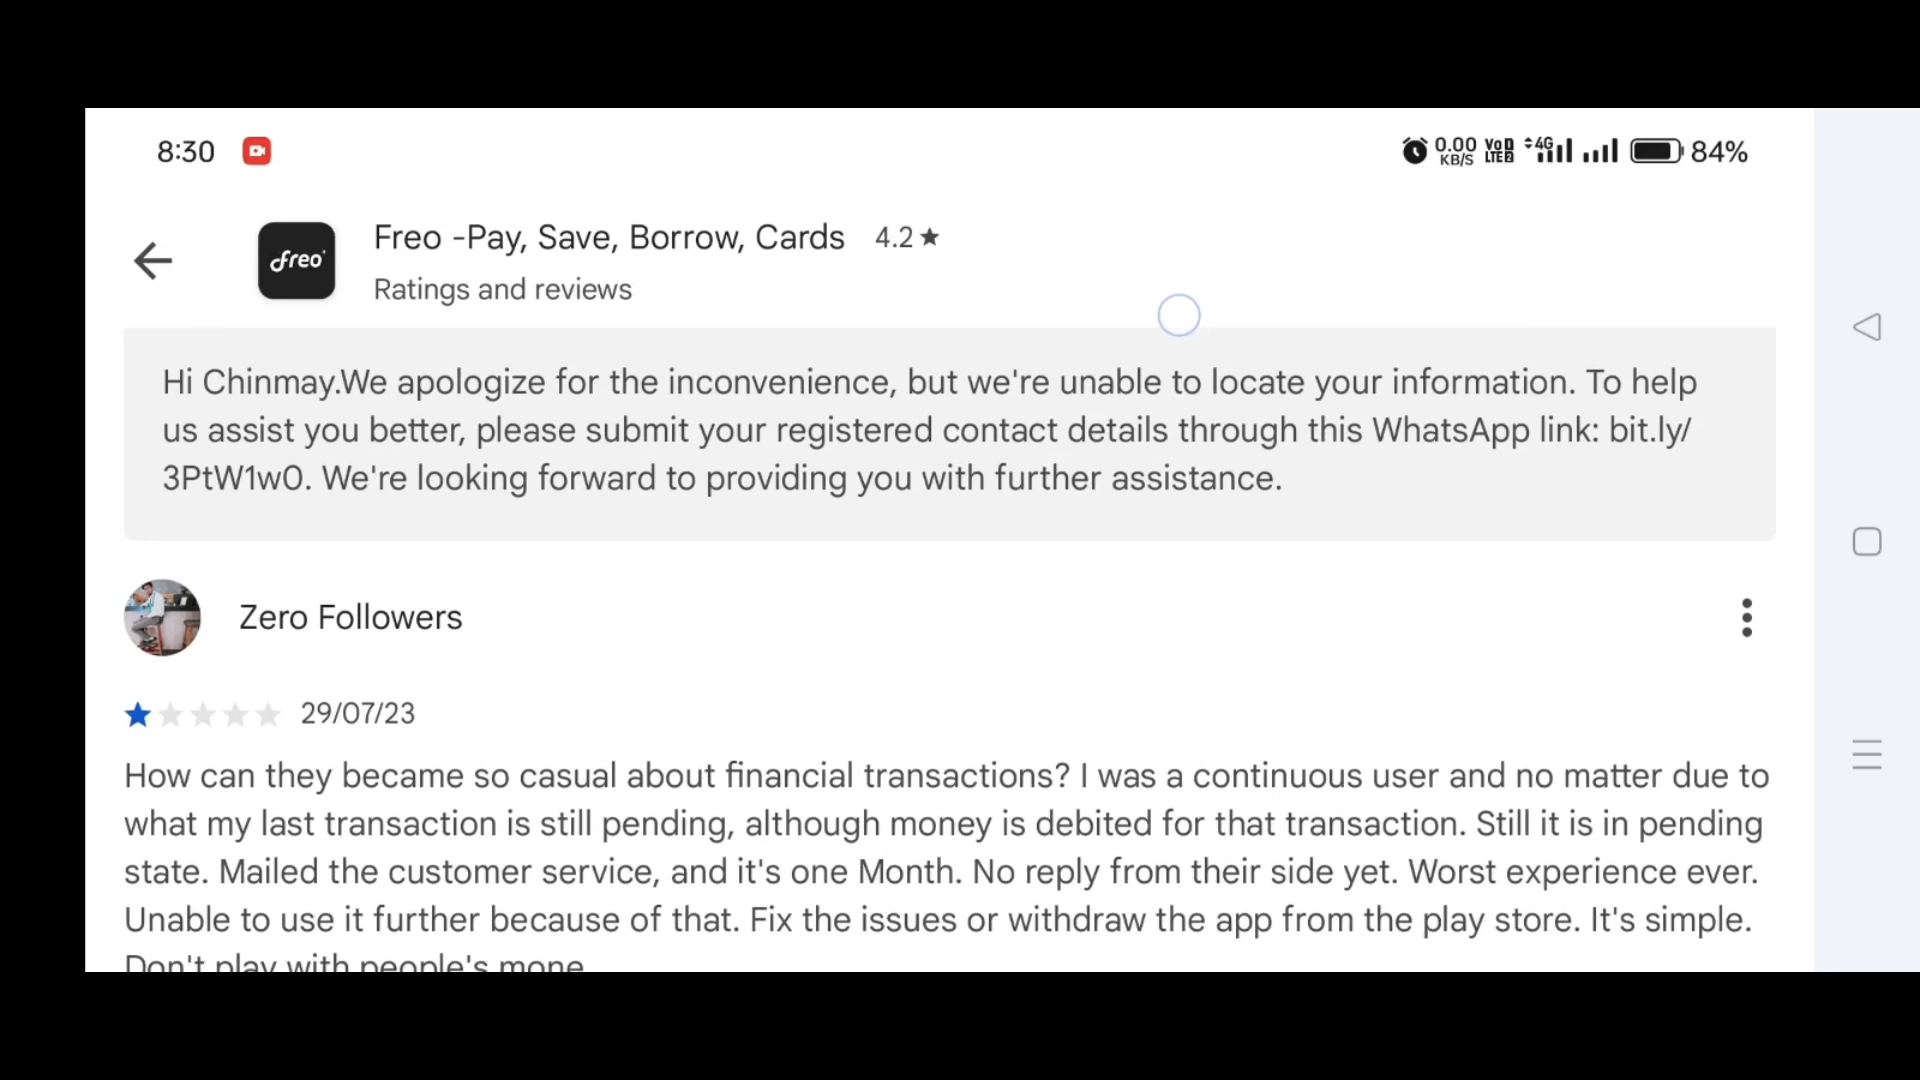 8:30
0.00 KB/S VoD LTE2 4G 84%
Freo -Pay, Save, Borrow, Cards 4.2★
freo
Ratings and reviews
Hi Chinmay.We apologize for the inconvenience, but we're unable to locate your information. To help
us assist you better, please submit your registered contact details through this WhatsApp link: bit.ly/
3PtW1w0. We're looking forward to providing you with further assistance.
Zero Followers
29/07/23
How can they became so casual about financial transactions? I was a continuous user and no matter due to
what my last transaction is still pending, although money is debited for that transaction. Still it is in pending
state. Mailed the customer service, and it's one Month. No reply from their side yet. Worst experience ever.
Unable to use it further because of that. Fix the issues or withdraw the app from the play store. It's simple.
Don't play with people's mone